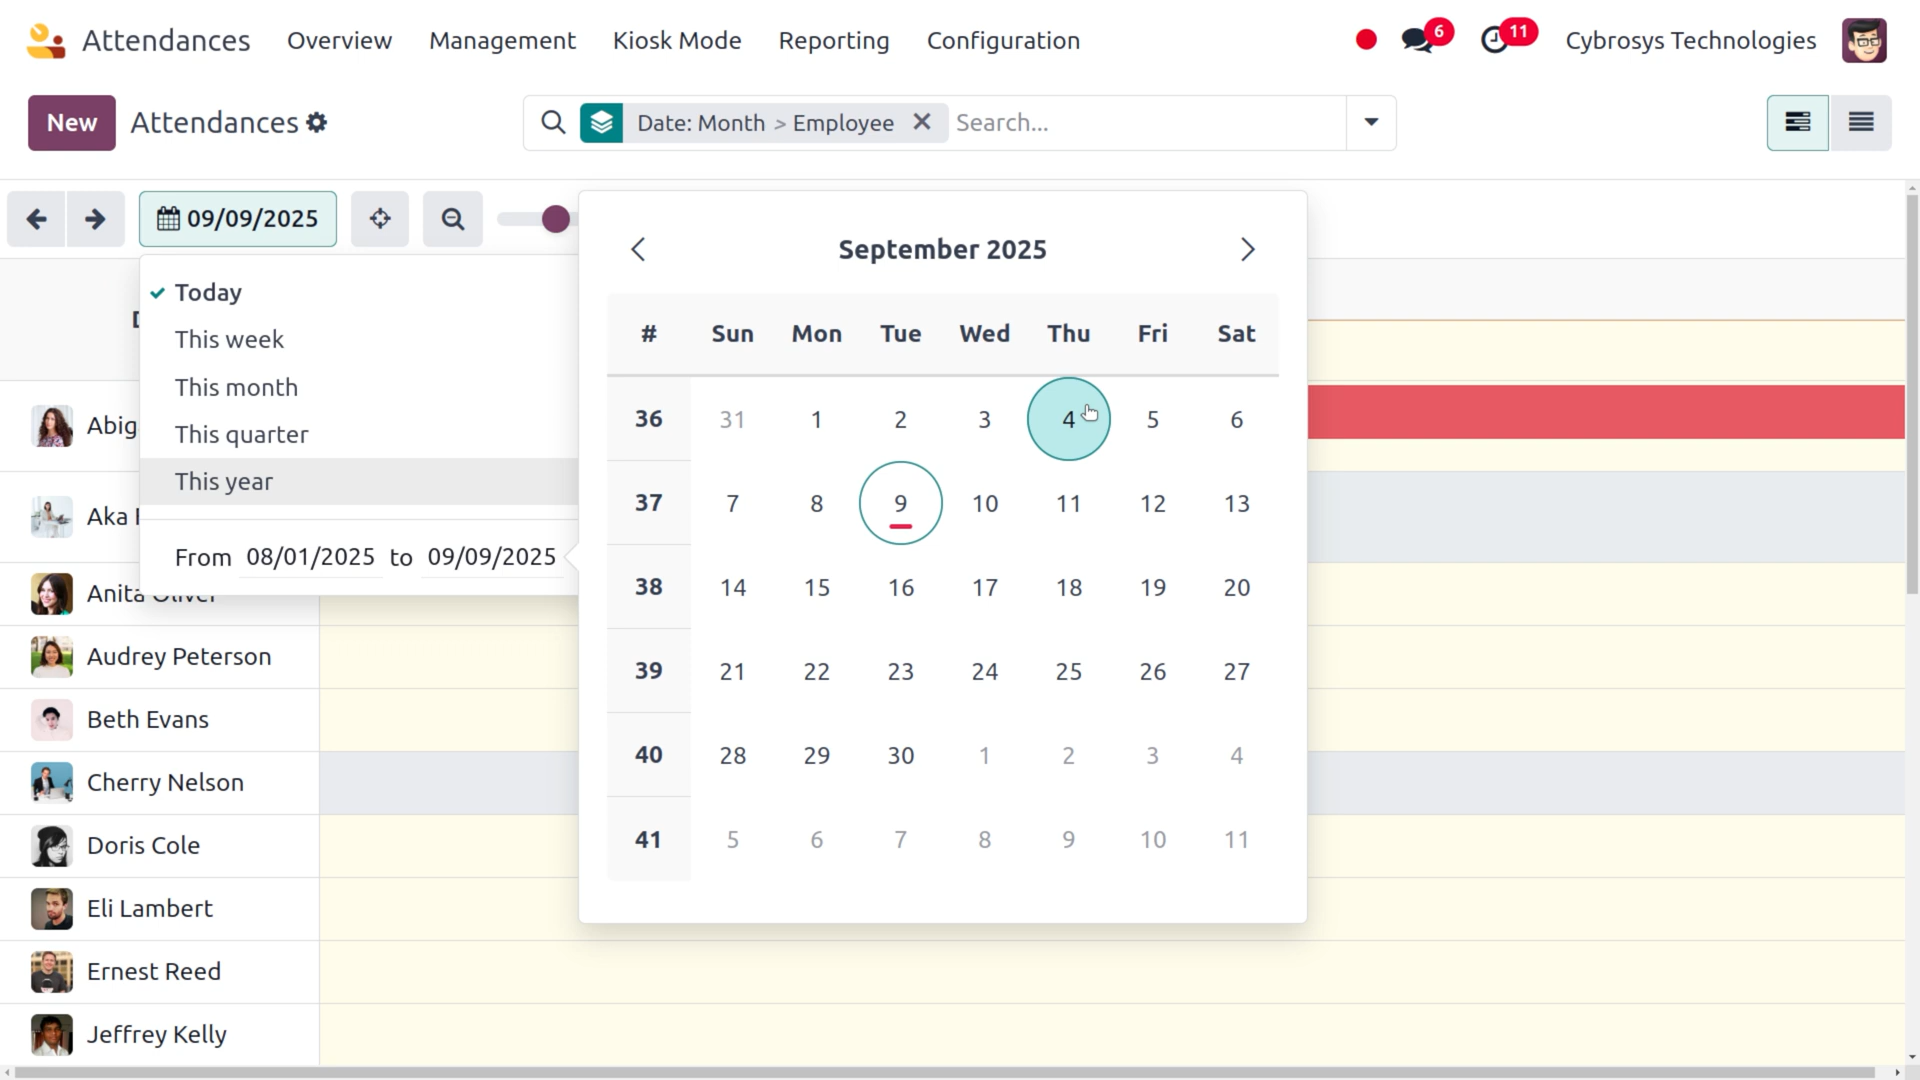 Attendances Overview Management Kiosk Mode Reporting Configuration 6 11 Cybrosys Technologies
New Attendances Date: Month > Employee Search...
09/09/2025
Today
This week
This month
This quarter
This year
From 08/01/2025 to 09/09/2025
September 2025
# Sun Mon Tue Wed Thu Fri Sat
36 31 1 2 3 4 5 6
37 7 8 9 10 11 12 13
38 14 15 16 17 18 19 20
39 21 22 23 24 25 26 27
40 28 29 30 1 2 3 4
41 5 6 7 8 9 10 11
Abig
Aka
Anita Oliver
Audrey Peterson
Beth Evans
Cherry Nelson
Doris Cole
Eli Lambert
Ernest Reed
Jeffrey Kelly